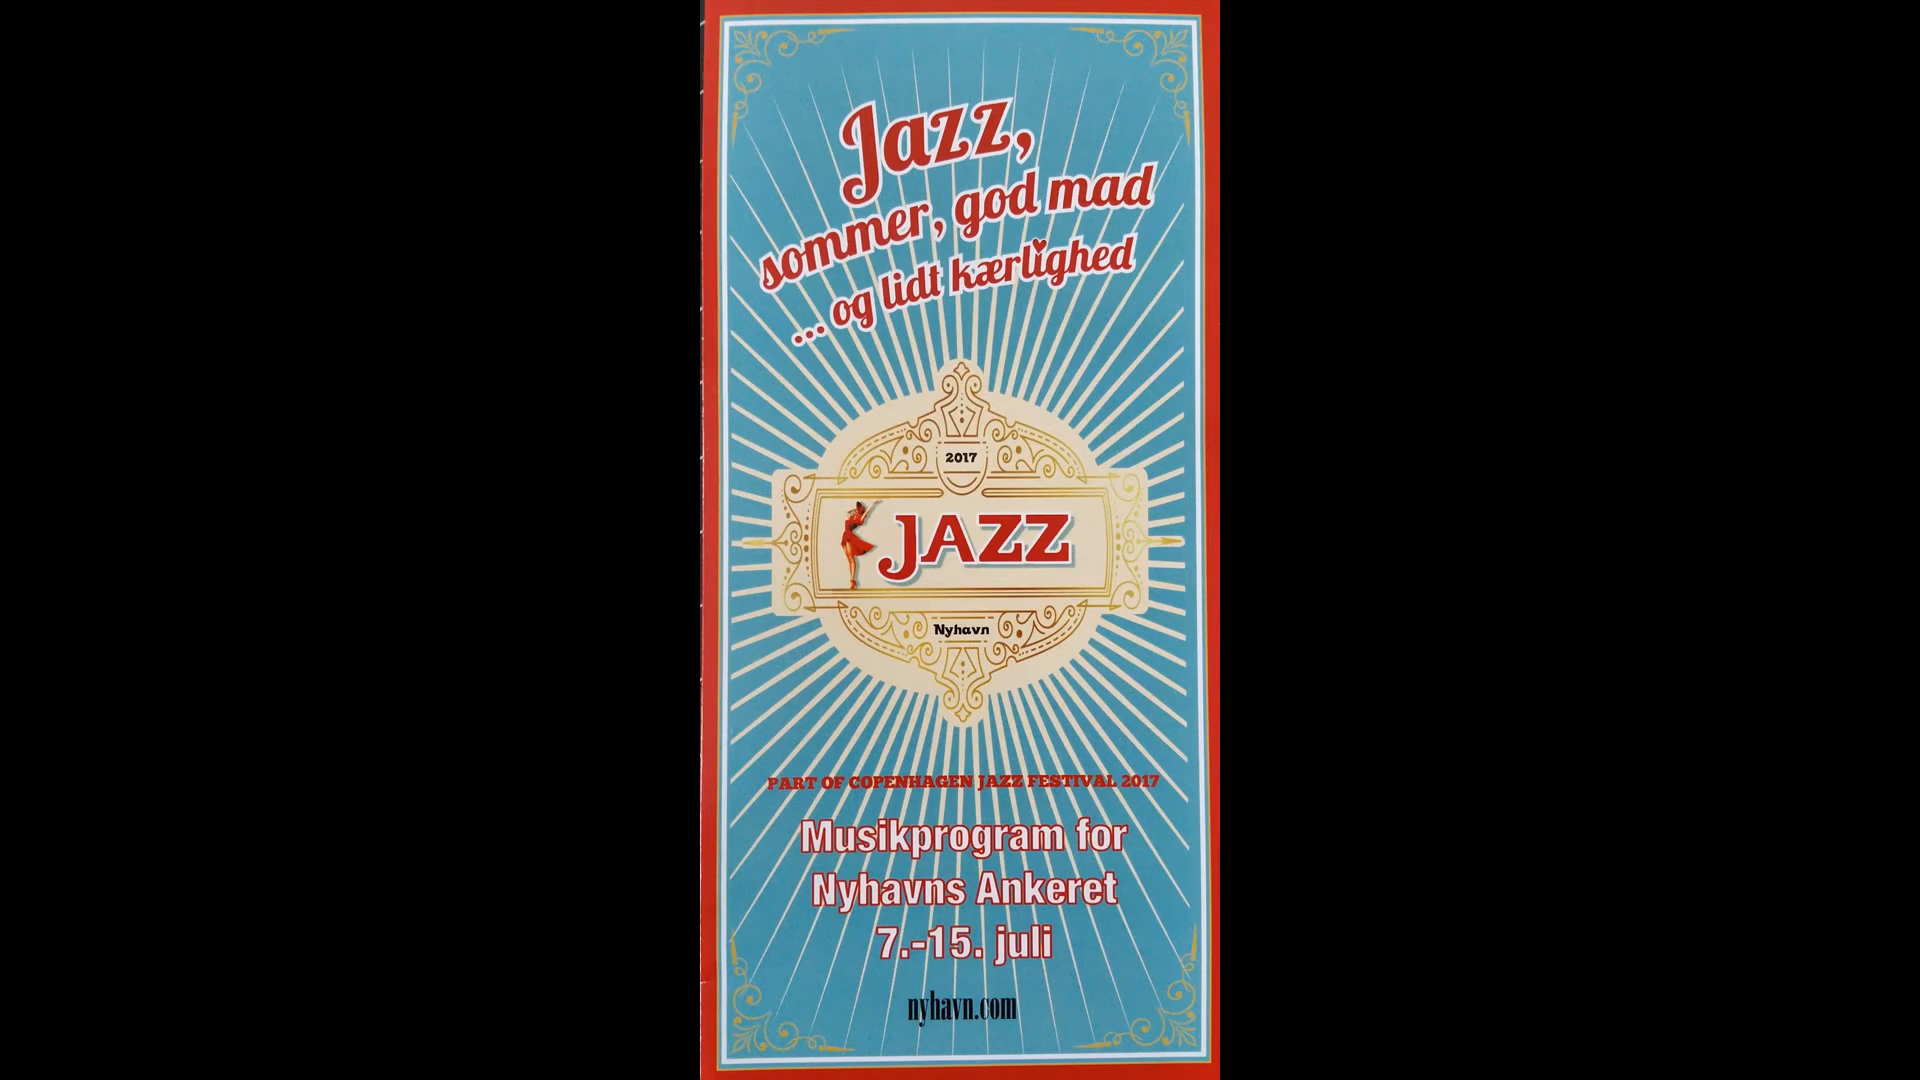 Jazz,
sommer, god mad
... og lidt kærlighed
2017
JAZZ
Nyhavn
PART OF COPENHAGEN JAZZ FESTIVAL 2017
Musikprogram for
Nyhavns Ankeret
7.-15. juli
nyhavn.com